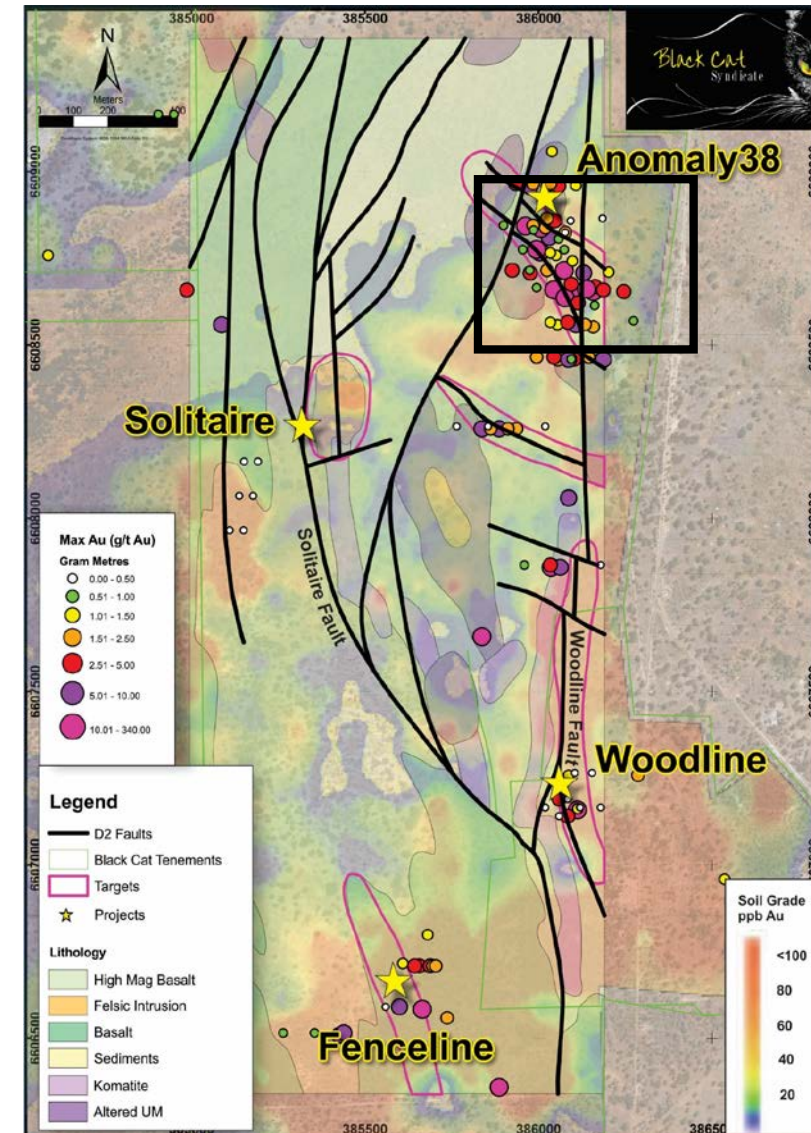 385000
385500
386000
N
Meters
0 100 200 400
Black Cat
Syndicate
6609000
Anomaly38
6608500
Solitaire
6608000
Max Au (g/t Au)
Gram Metres
0.00 - 0.50
0.51 - 1.00
1.01 - 1.50
1.51 - 2.50
2.51 - 5.00
5.01 - 10.00
10.01 - 340.00
Solitaire Fault
6607500
Woodline Fault
Woodline
Legend
D2 Faults
Black Cat Tenements
Targets
Projects
6607000
Soil Grade
ppb Au
<100
80
60
40
20
Lithology
High Mag Basalt
Felsic Intrusion
Basalt
Sediments
Komatite
Altered UM
6606500
Fenceline
385500
386000